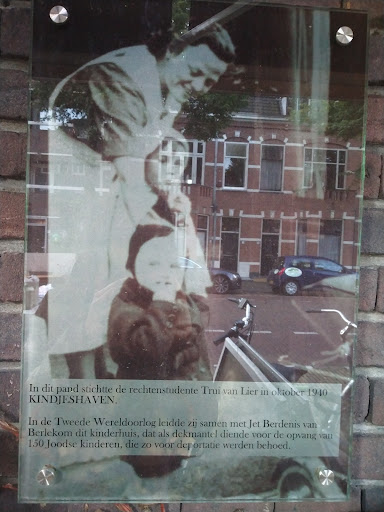 In dit pand stichtte de rechtenstudente Trui van Lier in oktober 1940
KINDJESHAVEN.
In de Tweede Wereldoorlog leidde zij samen met Jet Berdenis van
Berlekom dit kinderhuis, dat als dekmantel diende voor de opvang van
150 Joodse kinderen, die zo voor deportatie werden behoed.